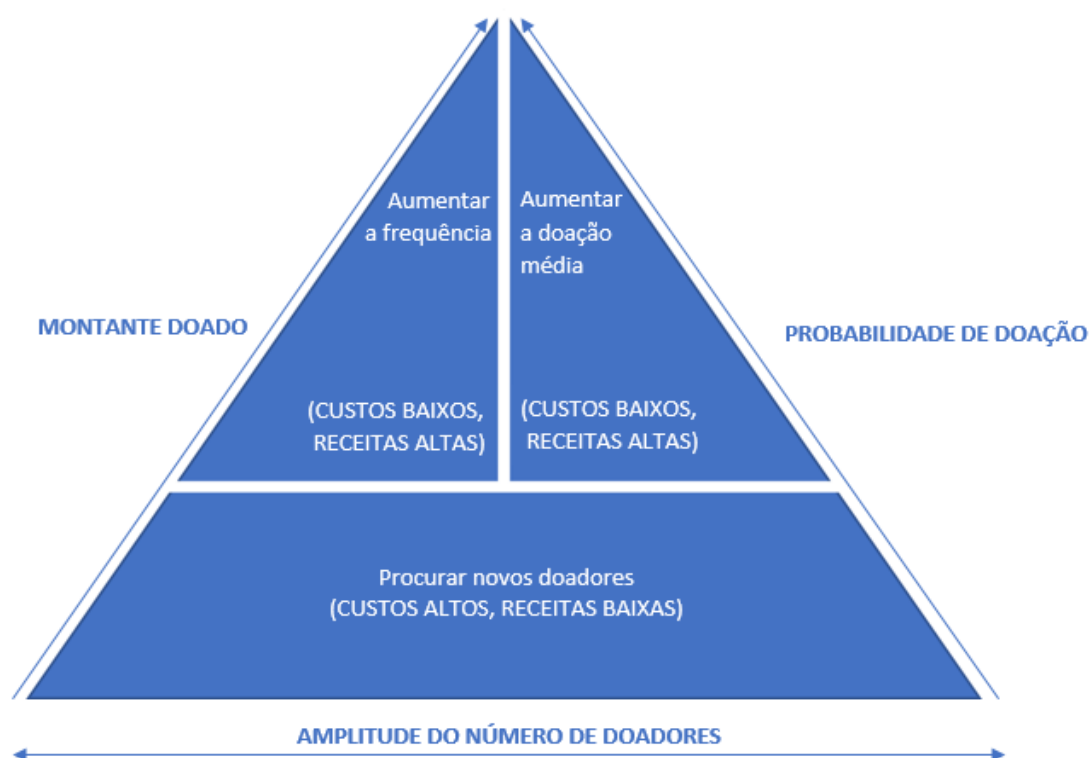 Aumentar
a frequência
Aumentar
a doação
média
MONTANTE DOADO
PROBABILIDADE DE DOAÇÃO
(CUSTOS BAIXOS,
RECEITAS ALTAS)
(CUSTOS BAIXOS,
RECEITAS ALTAS)
Procurar novos doadores
(CUSTOS ALTOS, RECEITAS BAIXAS)
AMPLITUDE DO NÚMERO DE DOADORES